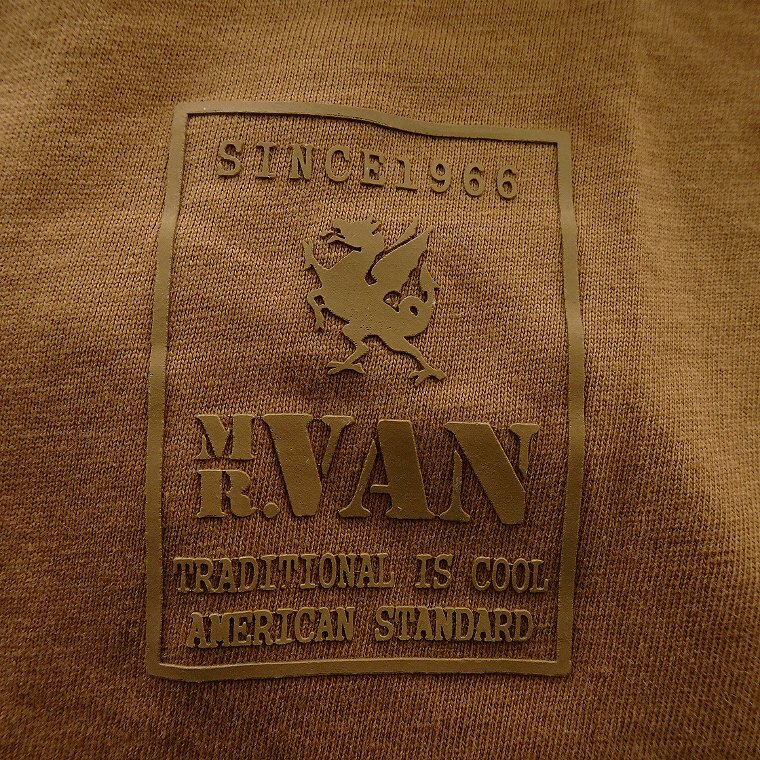 SINCE1966
MR.VAN
TRADITIONAL IS COOL
AMERICAN STANDARD